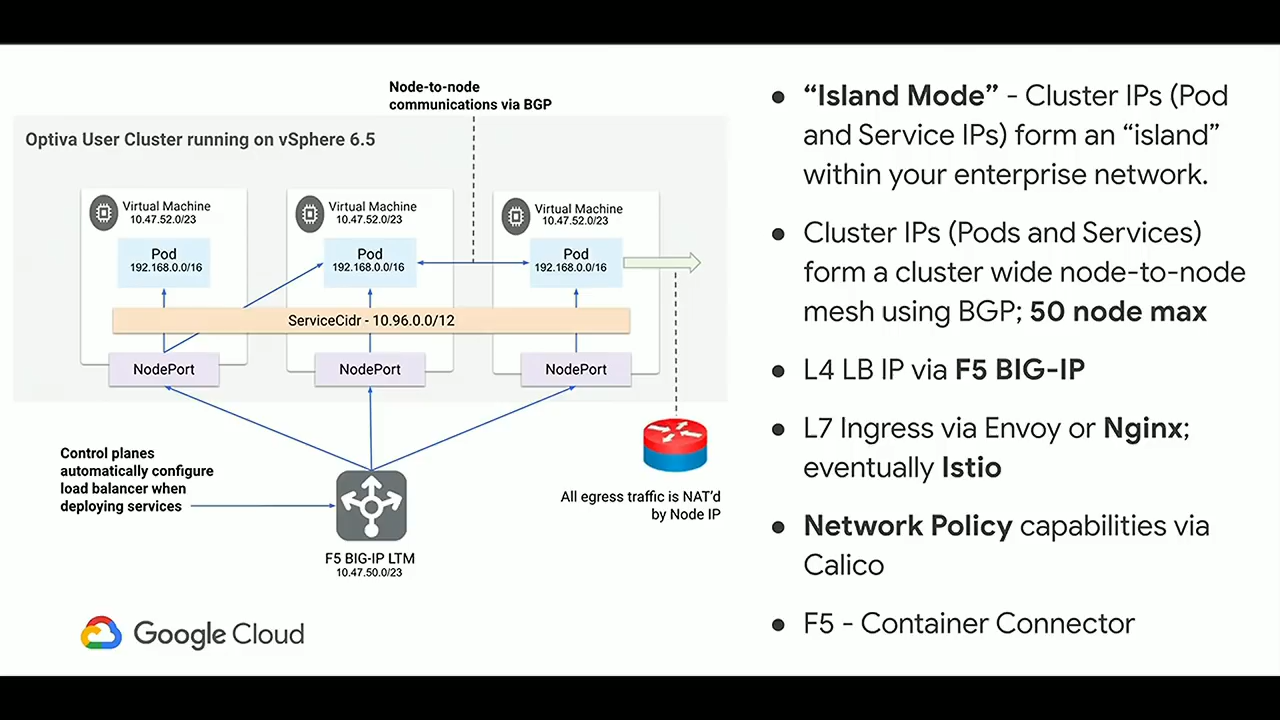 Node-to-node
communications via BGP
Optiva User Cluster running on vSphere 6.5
Virtual Machine
10.47.52.0/23
Pod
192.168.0.0/16
Virtual Machine
10.47.52.0/23
Pod
192.168.0.0/16
Virtual Machine
10.47.52.0/23
Pod
192.168.0.0/16
ServiceCidr - 10.96.0.0/12
NodePort
NodePort
NodePort
Control planes
automatically configure
load balancer when
deploying services
F5 BIG-IP LTM
10.47.50.0/23
All egress traffic is NAT’d
by Node IP
Google Cloud
● “Island Mode” - Cluster IPs (Pod
and Service IPs) form an “island”
within your enterprise network.
● Cluster IPs (Pods and Services)
form a cluster wide node-to-node
mesh using BGP; 50 node max
● L4 LB IP via F5 BIG-IP
● L7 Ingress via Envoy or Nginx;
eventually Istio
● Network Policy capabilities via
Calico
● F5 - Container Connector